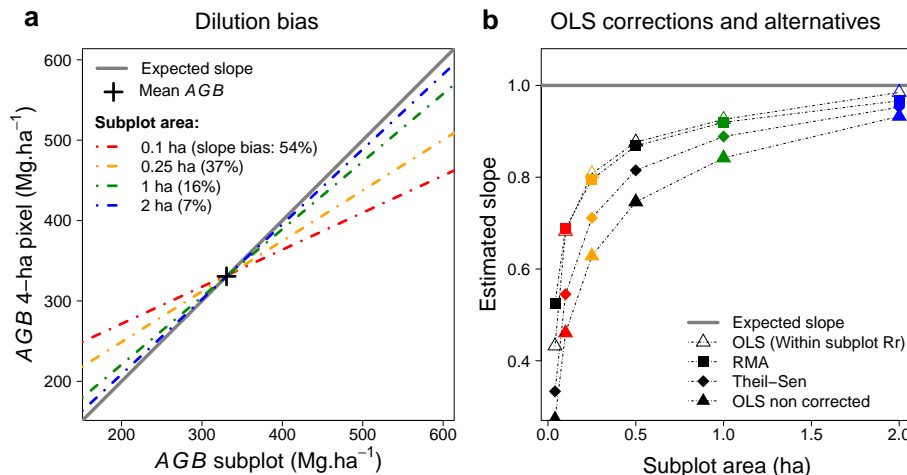 a
Dilution bias
AGB 4−ha pixel (Mg.ha−1)
600
500
400
300
200
Expected slope
Mean AGB
Subplot area:
0.1 ha (slope bias: 54%)
0.25 ha (37%)
1 ha (16%)
2 ha (7%)
200 300 400 500 600
AGB subplot (Mg.ha−1)
b
OLS corrections and alternatives
Estimated slope
1.0
0.8
0.6
0.4
Expected slope
OLS (Within subplot Rr)
RMA
Theil−Sen
OLS non corrected
0.0 0.5 1.0 1.5 2.0
Subplot area (ha)